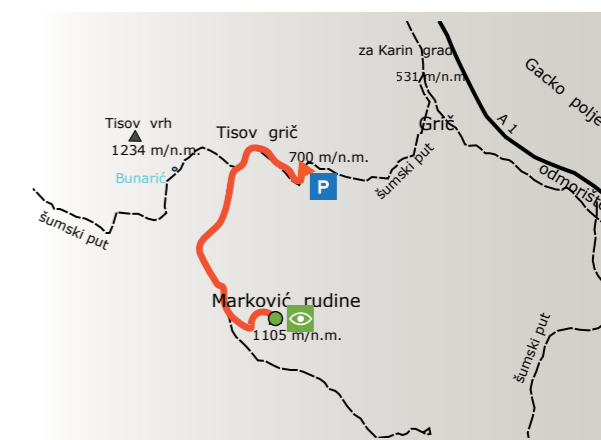 za Karin grad
531 m/n.m.
Gacko polje
A 1
Tisov vrh
1234 m/n.m.
Tisov grič
Grič
700 m/n.m.
P
Bunarić
šumski put
odmorište
šumski put
Marković rudine
1105 m/n.m.
šumski put